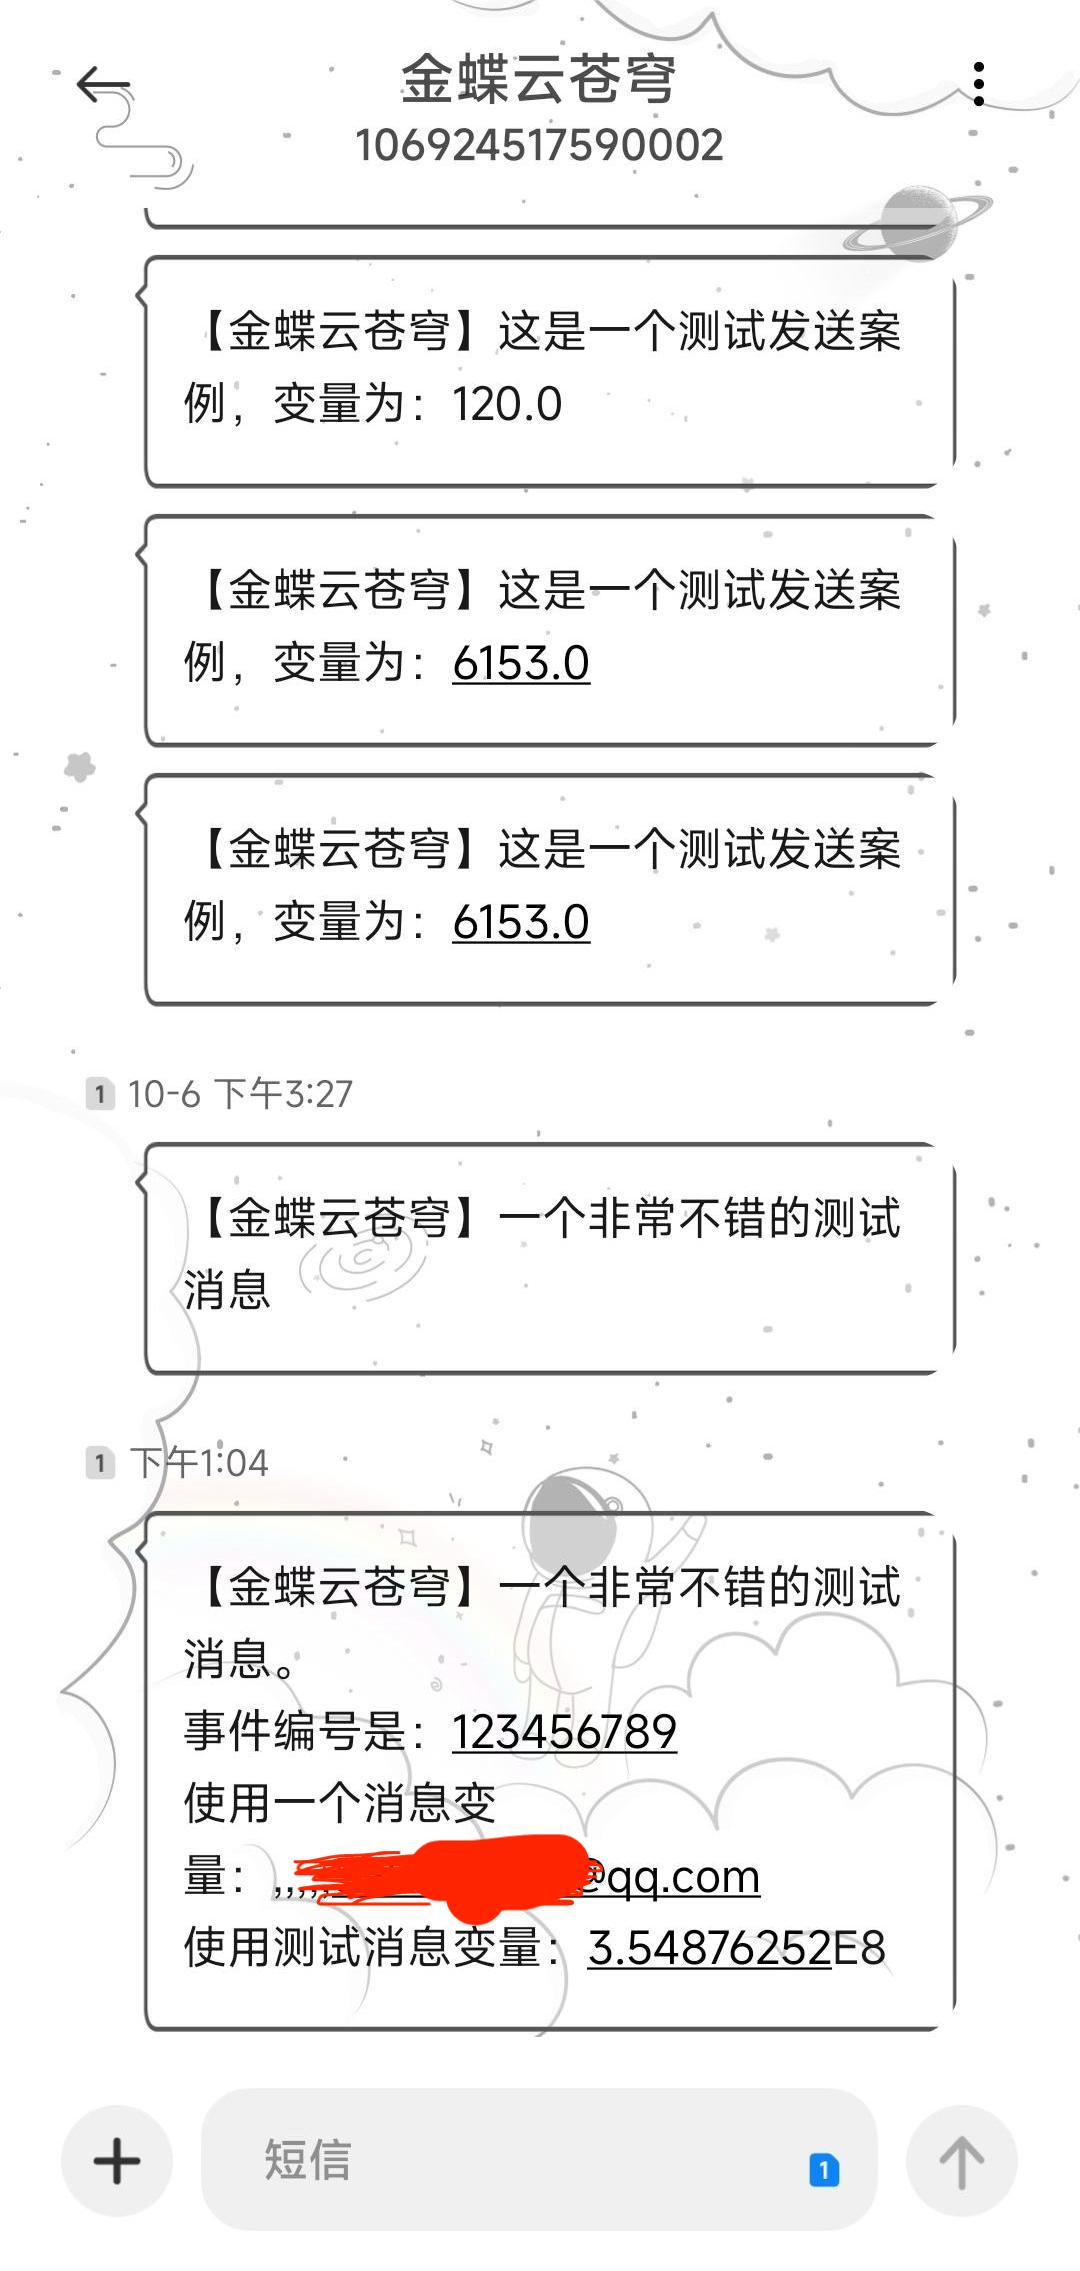 金蝶云苍穹
106924517590002
【金蝶云苍穹】这是一个测试发送案
例，变量为：120.0
【金蝶云苍穹】这是一个测试发送案
例，变量为：6153.0
【金蝶云苍穹】这是一个测试发送案
例，变量为：6153.0
1 10-6 下午3:27
【金蝶云苍穹】一个非常不错的测试
消息
1 下午1:04
【金蝶云苍穹】一个非常不错的测试
消息。
事件编号是：123456789
使用一个消息变
量：,,,,,@qq.com
使用测试消息变量：3.54876252E8
短信
1